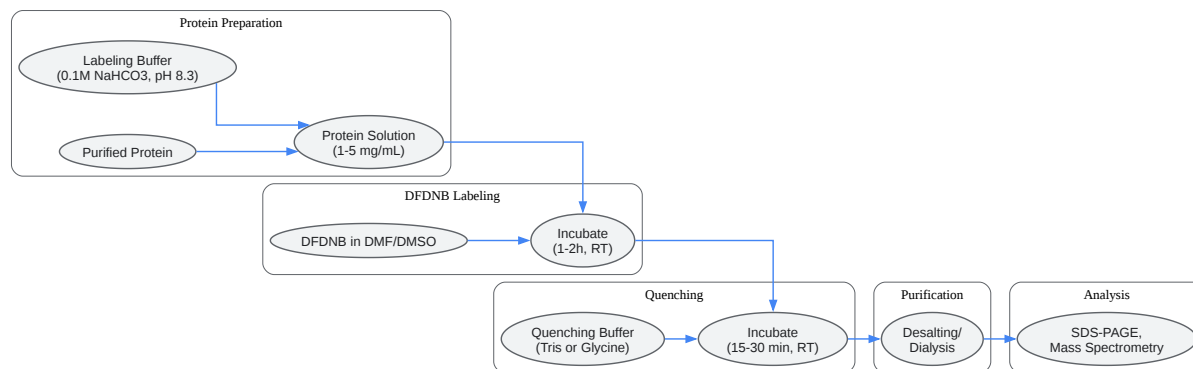 Protein Preparation
Labeling Buffer
(0.1M NaHCO3, pH 8.3)
Purified Protein
Protein Solution
(1-5 mg/mL)
DFDNB Labeling
DFDNB in DMF/DMSO
Incubate
(1-2h, RT)
Quenching
Quenching Buffer
(Tris or Glycine)
Incubate
(15-30 min, RT)
Purification
Desalting/
Dialysis
Analysis
SDS-PAGE,
Mass Spectrometry